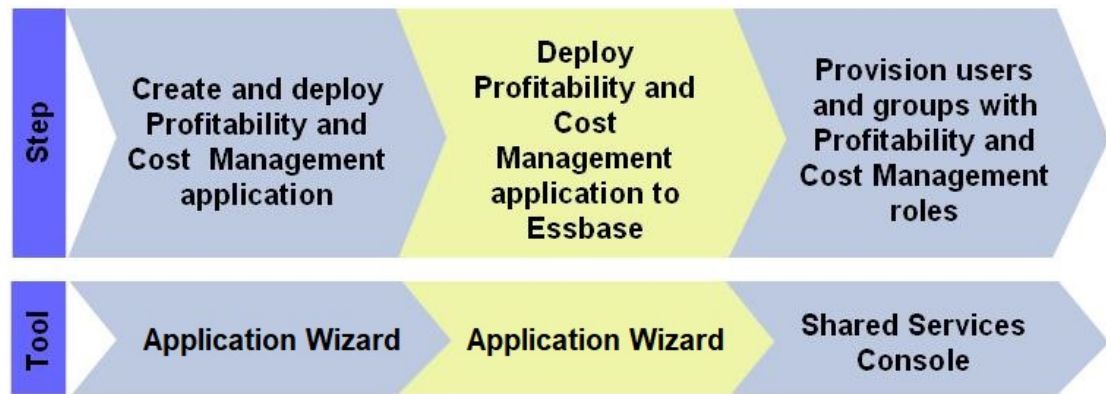 Step
Create and deploy
Profitability and
Cost Management
application
Deploy
Profitability and
Cost
Management
application to
Essbase
Provision users
and groups with
Profitability and
Cost Management
roles
Tool
Application Wizard
Application Wizard
Shared Services
Console